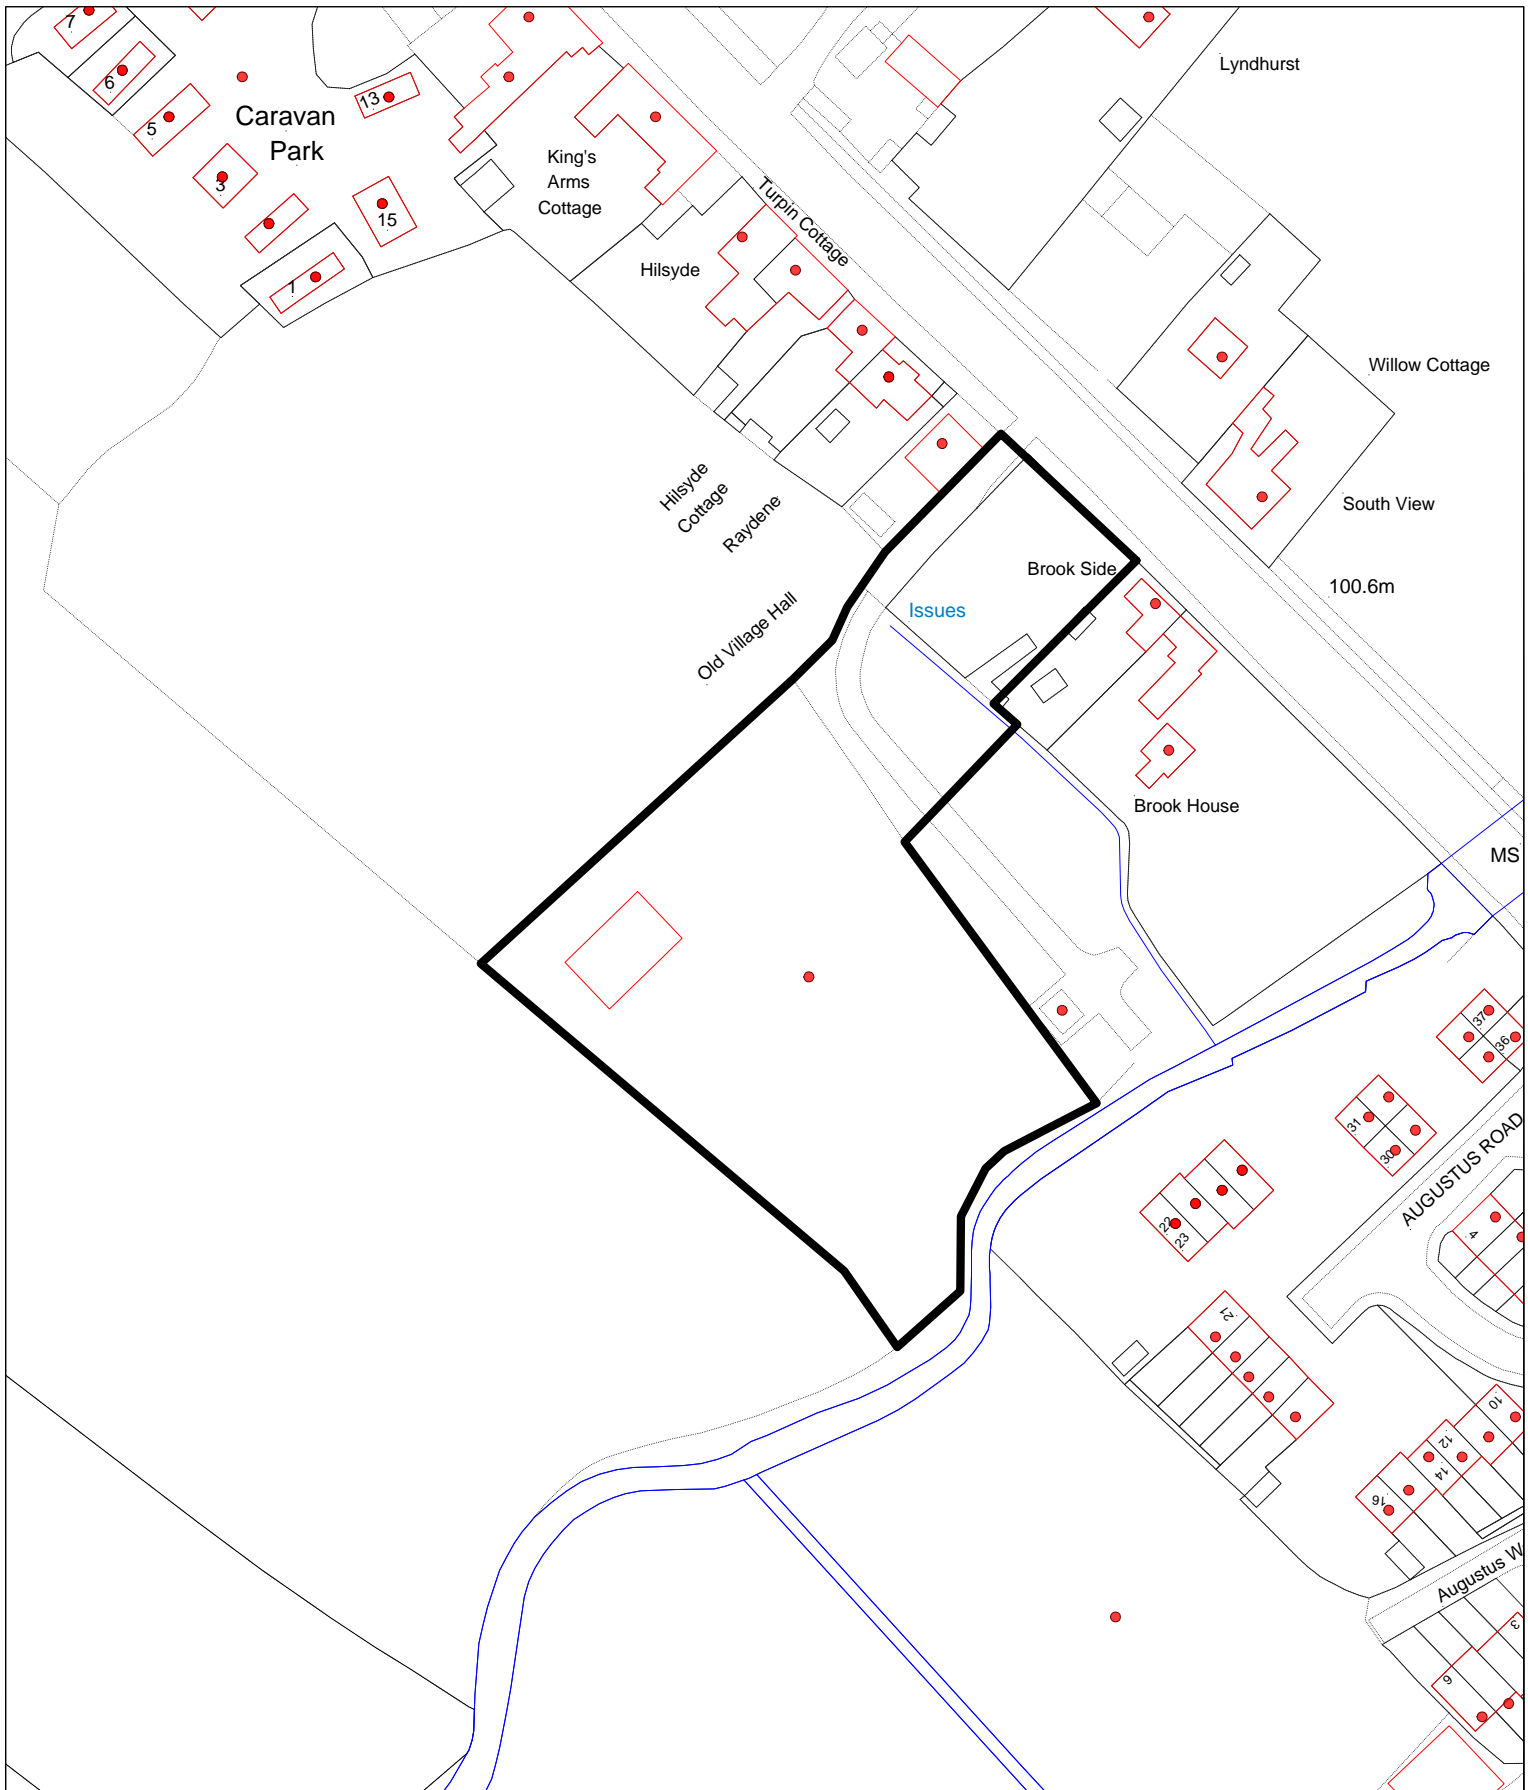 7
6
5
3
1
13
15
Caravan
Park
King's
Arms
Cottage
Turpin Cottage
Hilsyde
Lyndhurst
Willow Cottage
South View
100.6m
Hilsyde
Cottage
Raydene
Old Village Hall
Brook Side
Issues
Brook House
MS
37
36
31
30
AUGUSTUS ROAD
22
23
4
21
10
12
14
16
Augustus W
3
9